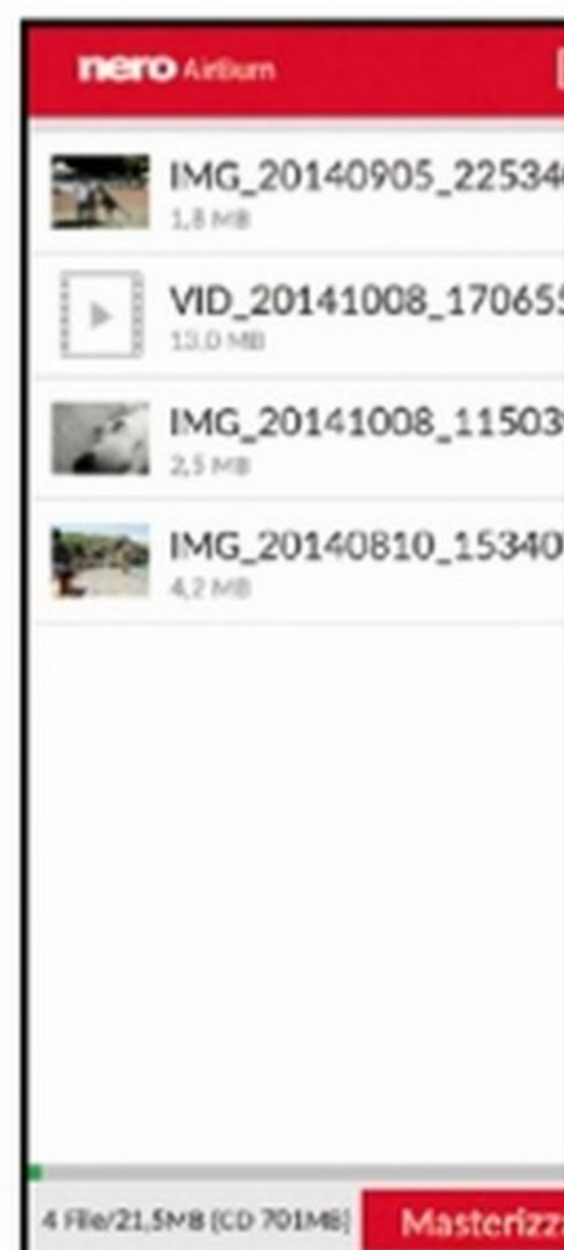 nero AirBurn
IMG_20140905_22534
1,8 MB
VID_20141008_17065
13,0 MB
IMG_20141008_11503
2,5 MB
IMG_20140810_15340
4,2 MB
4 File/21,5MB (CD 701MB)
Masterizza